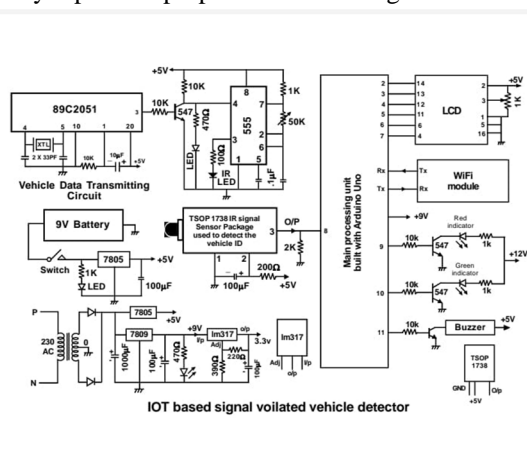 +5V
10K
1K
+5V
89C2051
10K
547
470Ω
4
8
7
555
2
6
3
1
5
50K
1K
LCD
2
3
4
5
6
7
14
13
12
11
6
4
2
3
1
5
16
4
5
10
1
20
3
XTL
2 X 33PF
10K
10µF
+5V
LED
100Ω
IR
LED
.1µF
Vehicle Data Transmitting
Circuit
Main processing unit
built with Arduino Uno
Rx
Tx
Tx
Rx
WiFi
module
9V Battery
TSOP 1738 IR signal
Sensor Package
used to detect the
vehicle ID
3
O/P
8
+9V
Red
indicator
Switch
7805
+5V
1K
LED
100µF
1
2
2K
200Ω
100µF
+5V
9
10k
547
1k
+12V
Green
indicator
10
10k
547
1k
P
230
AC
0
N
7805
+5V
7809
+9V
I/p
lm317
o/p
Adj
3.3v
1000µF
100µF
470Ω
390Ω
220Ω
100µF
lm317
Adj
o/p
I/p
11
10k
Buzzer
+5V
TSOP
1738
GND
+5V
O/p
IOT based signal voilated vehicle detector